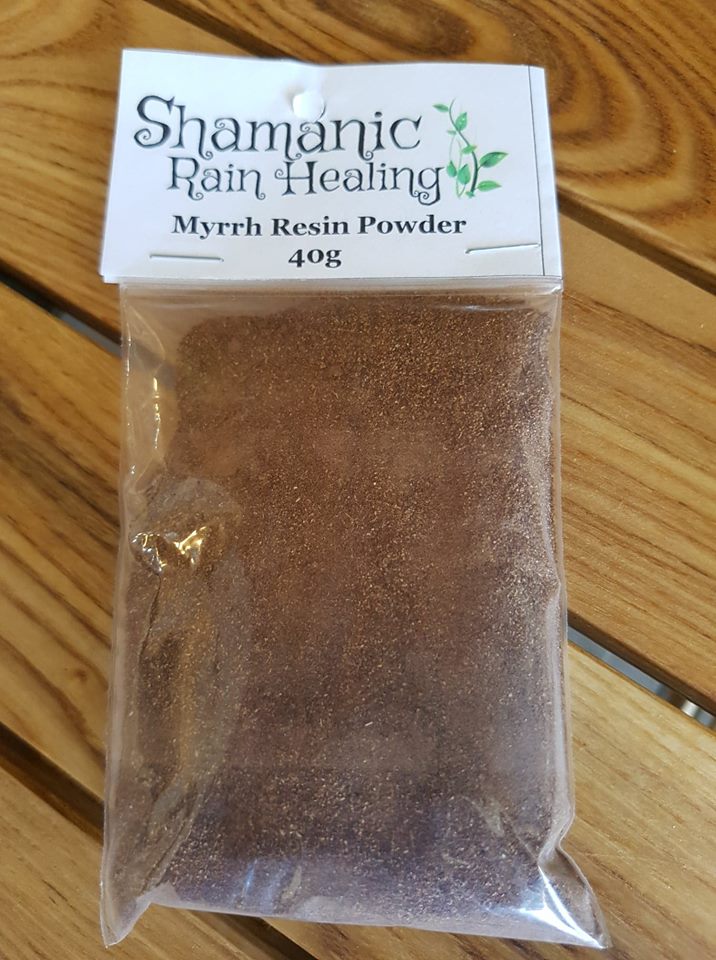 Shamanic
Rain Healing
Myrrh Resin Powder
40g